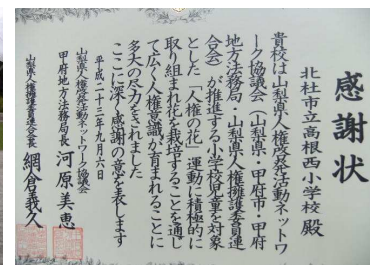 感謝状
北杜市立高根西小学校 殿
貴校は山梨県人権啓発活動ネットワ
ーク協議会（山梨県・甲府市・甲府
地方法務局・山梨県人権擁護委員連
合会）が推進する小学校児童を対象
とした「人権の花」運動に積極的に
取り組まれ花を栽培することを通し
て広く人権意識が育まれることに
多大の尽力をされました
ここに深く感謝の意を表します
平成二十三年九月六日
山梨県人権啓発活動ネットワーク協議会
甲府地方法務局長 河原美恵
山梨県人権擁護委員連合会長 網倉義久